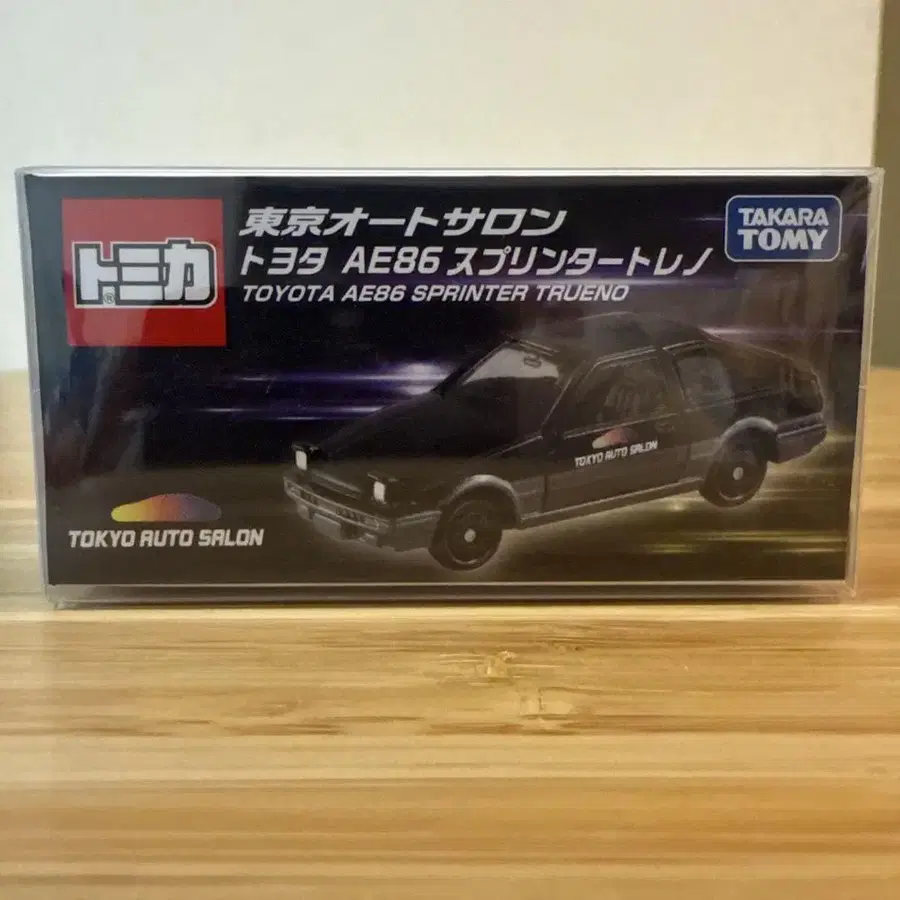 トミカ®
東京オートサロン
トヨタ AE86 スプリンタートレノ
TOYOTA AE86 SPRINTER TRUENO
TAKARA
TOMY
TOKYO AUTO SALON
TOKYO AUTO SALON